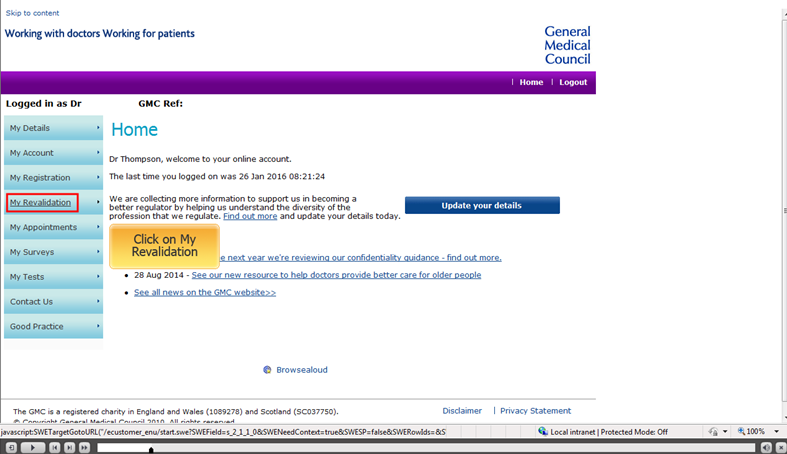 Skip to content
Working with doctors Working for patients
General
Medical
Council
Home
Logout
Logged in as Dr
GMC Ref:
My Details
My Account
My Registration
My Revalidation
My Appointments
My Surveys
My Tests
Contact Us
Good Practice
Home
Dr Thompson, welcome to your online account.
The last time you logged on was 26 Jan 2016 08:21:24
We are collecting more information to support us in becoming a
better regulator by helping us understand the diversity of the
profession that we regulate. Find out more and update your details today.
Update your details
Click on My
Revalidation
next year we're reviewing our confidentiality guidance - find out more.
• 28 Aug 2014 - See our new resource to help doctors provide better care for older people
• See all news on the GMC website>>
Browsealoud
The GMC is a registered charity in England and Wales (1089278) and Scotland (SC037750).
© Copyright General Medical Council 2010. All rights reserved.
Disclaimer | Privacy Statement
javascript:SWETargetGotoURL("/ecustomer_enu/start.swe?SWEField=s_2_1_1_0&SWENeedContext=true&SWESP=false&SWERowIds=&S
Local intranet | Protected Mode: Off
100%